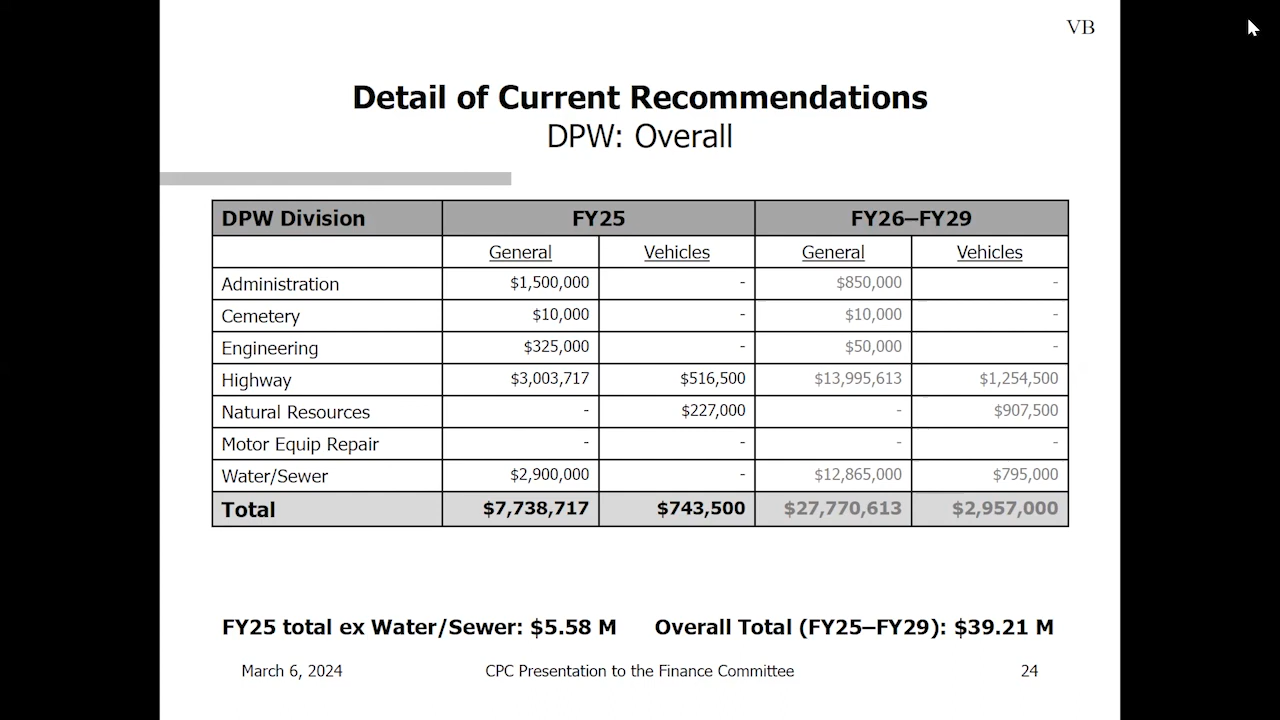 VB
Detail of Current Recommendations
DPW: Overall
DPW Division FY25 FY26–FY29
General Vehicles General Vehicles
Administration $1,500,000 - $850,000 -
Cemetery $10,000 - $10,000 -
Engineering $325,000 - $50,000 -
Highway $3,003,717 $516,500 $13,995,613 $1,254,500
Natural Resources - $227,000 - $907,500
Motor Equip Repair - - - -
Water/Sewer $2,900,000 - $12,865,000 $795,000
Total $7,738,717 $743,500 $27,770,613 $2,957,000
FY25 total ex Water/Sewer: $5.58 M Overall Total (FY25–FY29): $39.21 M
March 6, 2024 CPC Presentation to the Finance Committee 24